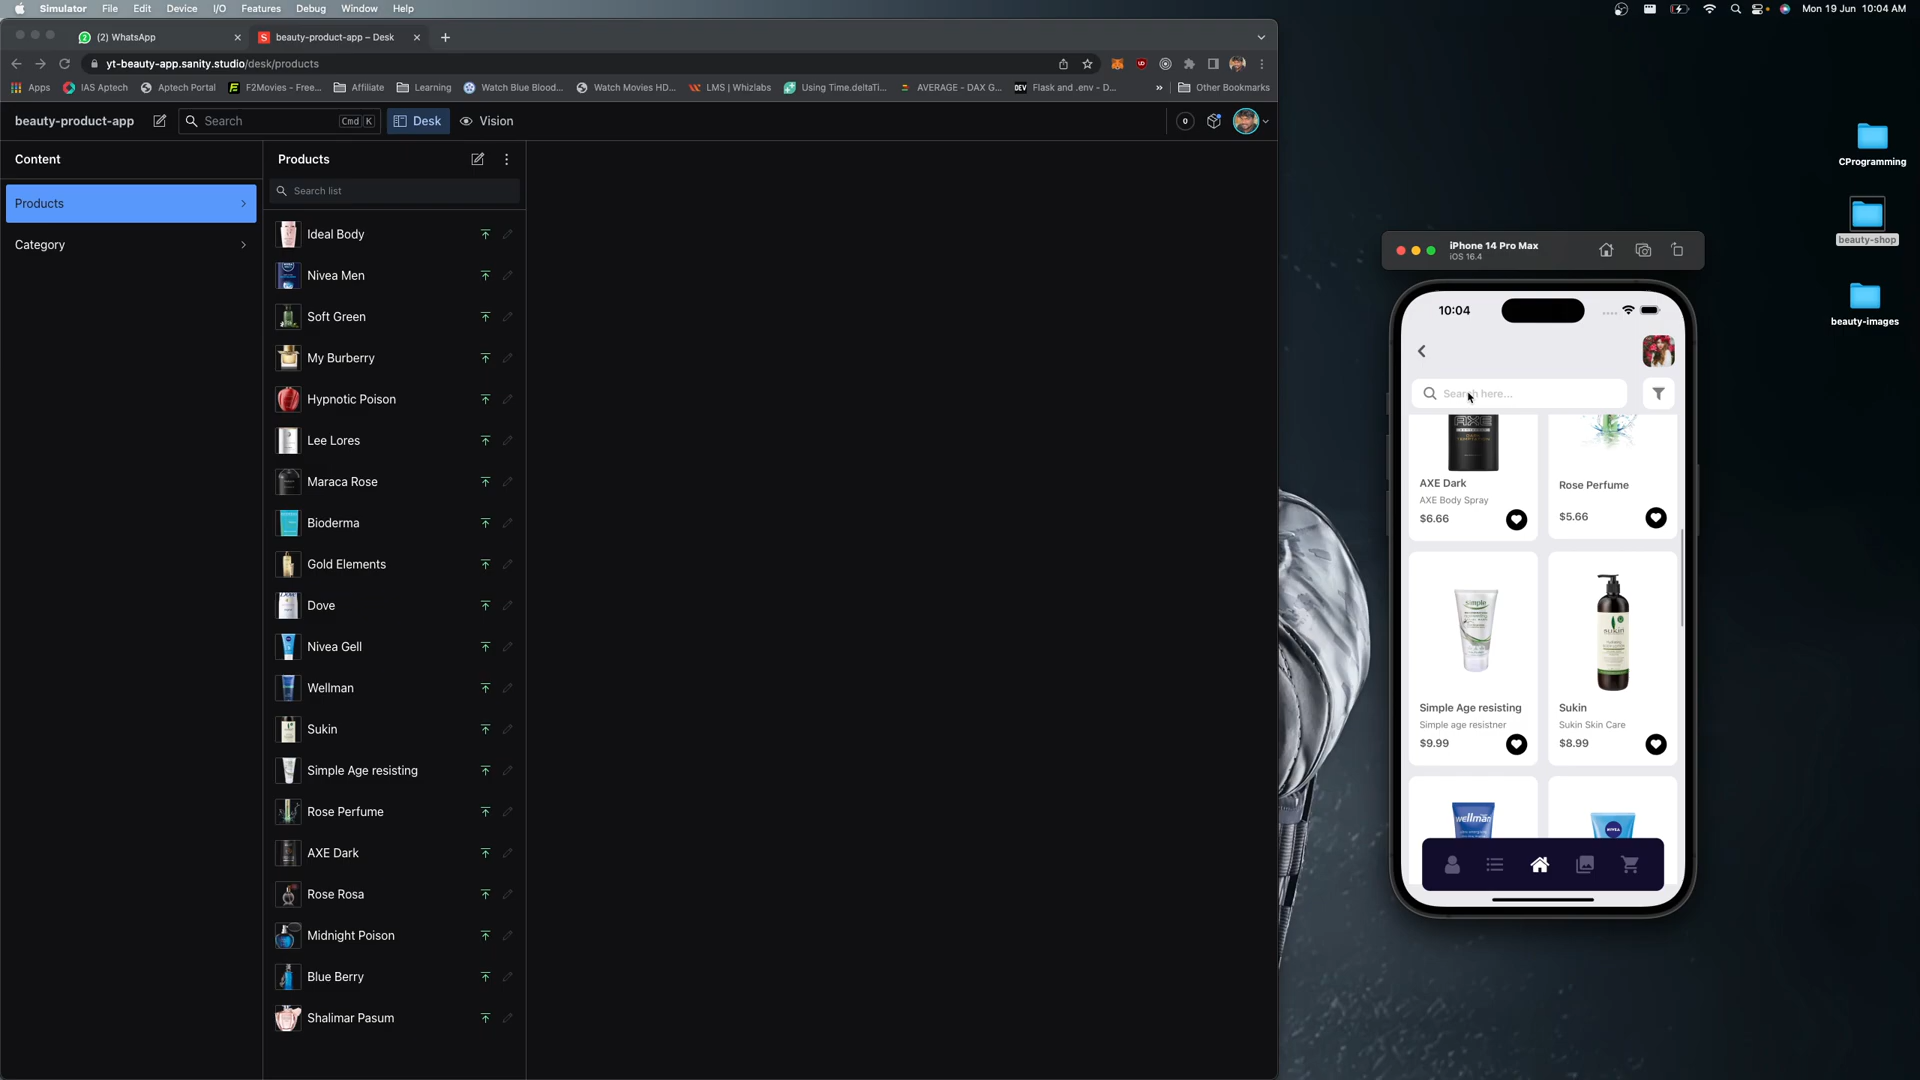 Simulator File Edit Device I/O Features Debug Window Help
Mon 19 Jun 10:04 AM
(2) WhatsApp
beauty-product-app – Desk
yt-beauty-app.sanity.studio/desk/products
Apps
IAS Aptech
Aptech Portal
F2Movies - Free...
Affiliate
Learning
Watch Blue Blood...
Watch Movies HD...
LMS | Whizlabs
Using Time.deltaTi...
AVERAGE - DAX G...
DEV Flask and .env - D...
»
Other Bookmarks
beauty-product-app
Search
Cmd K
Desk
Vision
0
Content
Products
Category
Products
Search list
Ideal Body
Nivea Men
Soft Green
My Burberry
Hypnotic Poison
Lee Lores
Maraca Rose
Bioderma
Gold Elements
Dove
Nivea Gell
Wellman
Sukin
Simple Age resisting
Rose Perfume
AXE Dark
Rose Rosa
Midnight Poison
Blue Berry
Shalimar Pasum
CProgramming
beauty-shop
beauty-images
iPhone 14 Pro Max
iOS 16.4
10:04
Search here...
AXE
AXE Dark
AXE Body Spray
$6.66
Rose Perfume
$5.66
simple
Simple Age resisting
Simple age resistner
$9.99
sukin
Sukin
Sukin Skin Care
$8.99
wellman
NIVEA